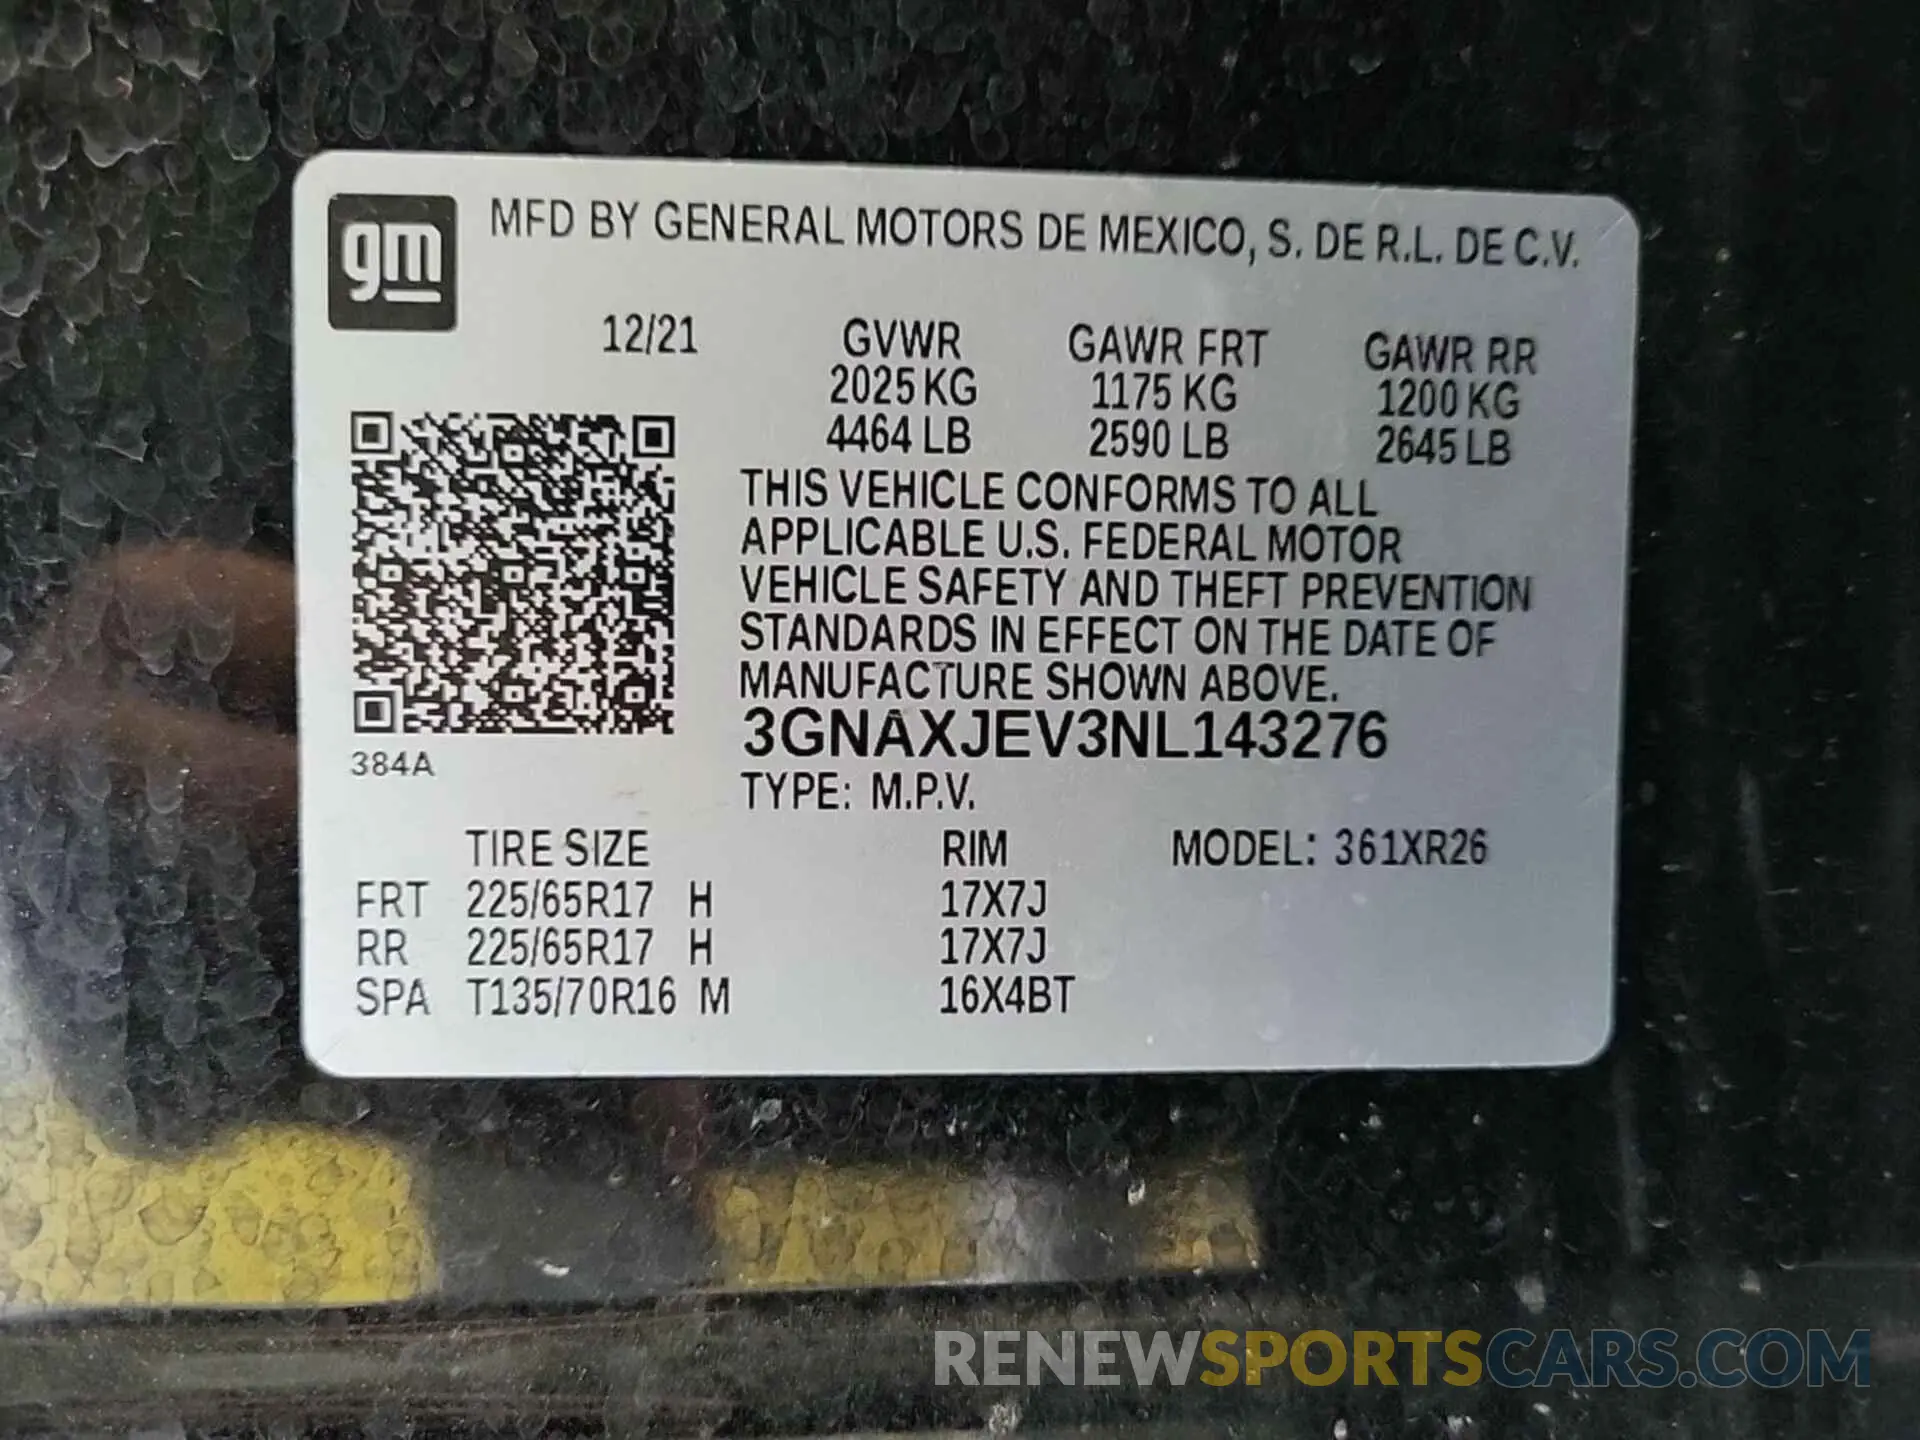 gm
MFD BY GENERAL MOTORS DE MEXICO, S. DE R.L. DE C.V.
12/21 GVWR GAWR FRT GAWR RR
2025 KG 1175 KG 1200 KG
4464 LB 2590 LB 2645 LB
THIS VEHICLE CONFORMS TO ALL
APPLICABLE U.S. FEDERAL MOTOR
VEHICLE SAFETY AND THEFT PREVENTION
STANDARDS IN EFFECT ON THE DATE OF
MANUFACTURE SHOWN ABOVE.
3GNAXJEV3NL143276
384A
TYPE: M.P.V.
TIRE SIZE RIM MODEL: 361XR26
FRT 225/65R17 H 17X7J
RR 225/65R17 H 17X7J
SPA T135/70R16 M 16X4BT
RENEWSPORTSCARS.COM